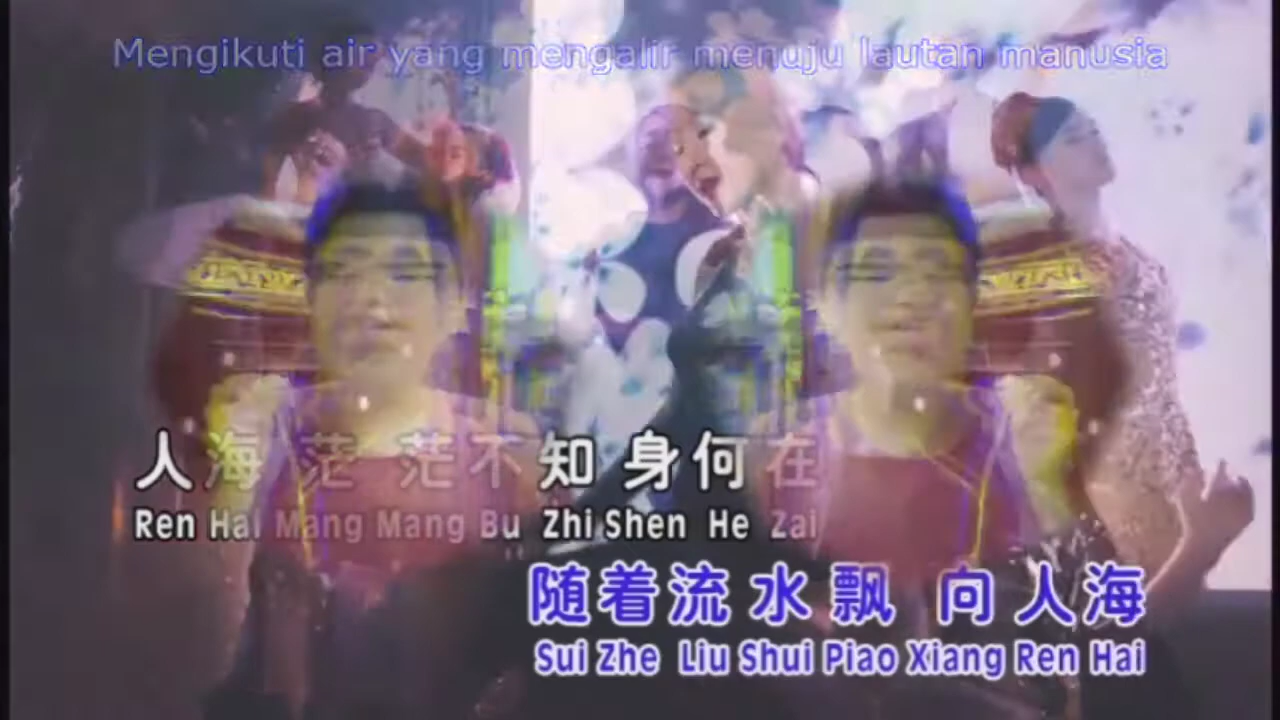 Mengikuti air yang mengalir menuju lautan manusia
人海茫茫不知身何在
Ren Hai Mang Mang Bu Zhi Shen He Zai
随着流水飘向人海
Sui Zhe Liu Shui Piao Xiang Ren Hai